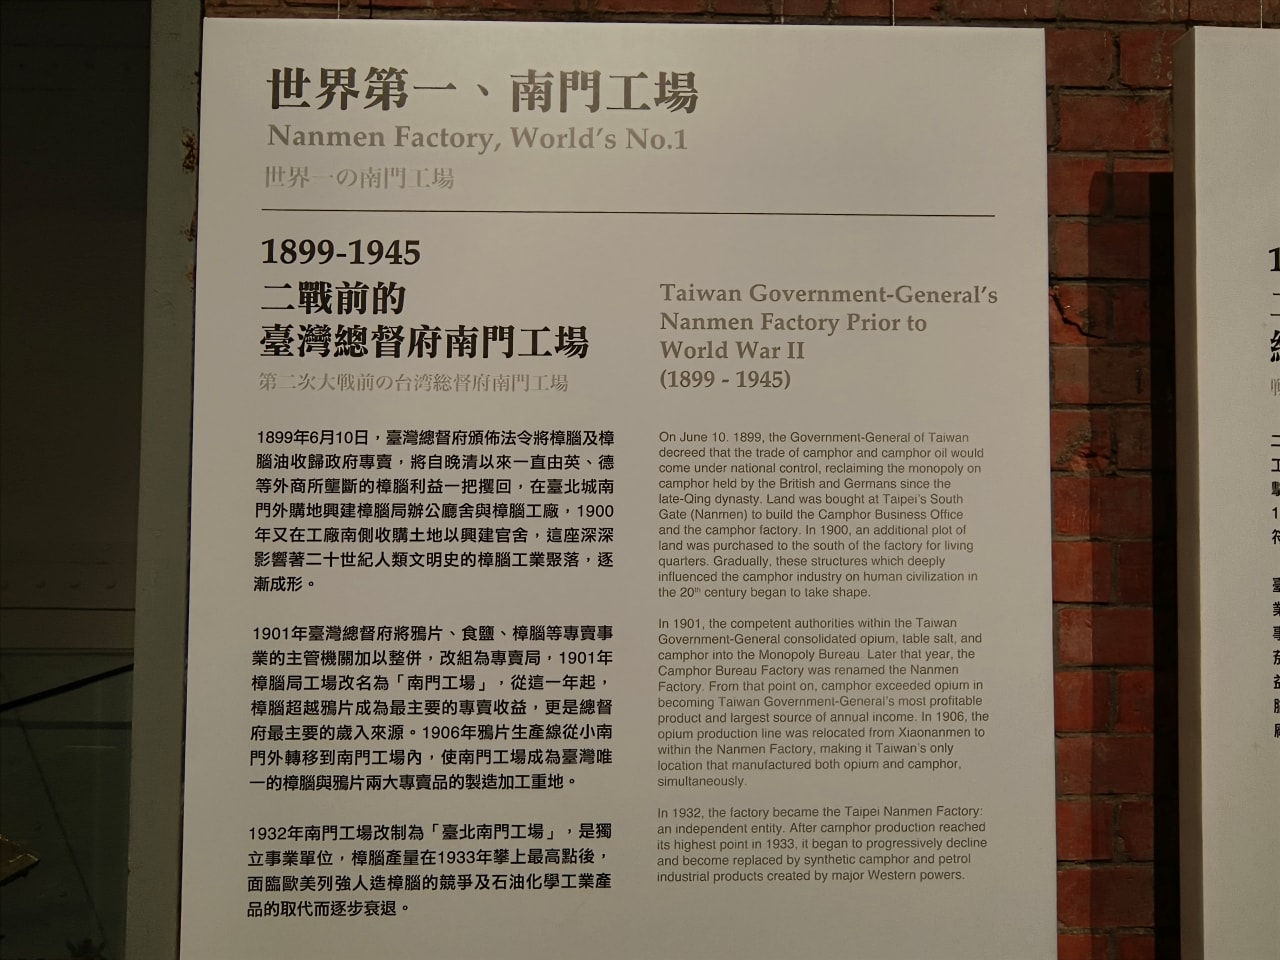 世界第一、南門工場
Nanmen Factory, World's No.1
世界一の南門工場
1899-1945
二戰前的
臺灣總督府南門工場
第二次大戦前の台湾総督府南門工場
1899年6月10日，臺灣總督府頒佈法令將樟腦及樟
腦油收歸政府專賣，將自晚清以來一直由英、德
等外商所壟斷的樟腦利益一把攫回，在臺北城南
門外購地興建樟腦局辦公廳舍與樟腦工廠，1900
年又在工廠南側收購土地以興建官舍，這座深深
影響著二十世紀人類文明史的樟腦工業聚落，逐
漸成形。
1901年臺灣總督府將鴉片、食鹽、樟腦等專賣事
業的主管機關加以整併，改組為專賣局，1901年
樟腦局工場改名為「南門工場」，從這一年起，
樟腦超越鴉片成為最主要的專賣收益，更是總督
府最主要的歲入來源。1906年鴉片生產線從小南
門外轉移到南門工場內，使南門工場成為臺灣唯
一的樟腦與鴉片兩大專賣品的製造加工重地。
1932年南門工場改制為「臺北南門工場」，是獨
立事業單位，樟腦產量在1933年攀上最高點後，
面臨歐美列強人造樟腦的競爭及石油化學工業產
品的取代而逐步衰退。
Taiwan Government-General's
Nanmen Factory Prior to
World War II
(1899 - 1945)
On June 10. 1899, the Government-General of Taiwan
decreed that the trade of camphor and camphor oil would
come under national control, reclaiming the monopoly on
camphor held by the British and Germans since the
late-Qing dynasty. Land was bought at Taipei's South
Gate (Nanmen) to build the Camphor Business Office
and the camphor factory. In 1900, an additional plot of
land was purchased to the south of the factory for living
quarters. Gradually, these structures which deeply
influenced the camphor industry on human civilization in
the 20th century began to take shape.
In 1901, the competent authorities within the Taiwan
Government-General consolidated opium, table salt, and
camphor into the Monopoly Bureau. Later that year, the
Camphor Bureau Factory was renamed the Nanmen
Factory. From that point on, camphor exceeded opium in
becoming Taiwan Government-General's most profitable
product and largest source of annual income. In 1906, the
opium production line was relocated from Xiaonanmen to
within the Nanmen Factory, making it Taiwan's only
location that manufactured both opium and camphor,
simultaneously.
In 1932, the factory became the Taipei Nanmen Factory:
an independent entity. After camphor production reached
its highest point in 1933, it began to progressively decline
and become replaced by synthetic camphor and petrol
industrial products created by major Western powers.